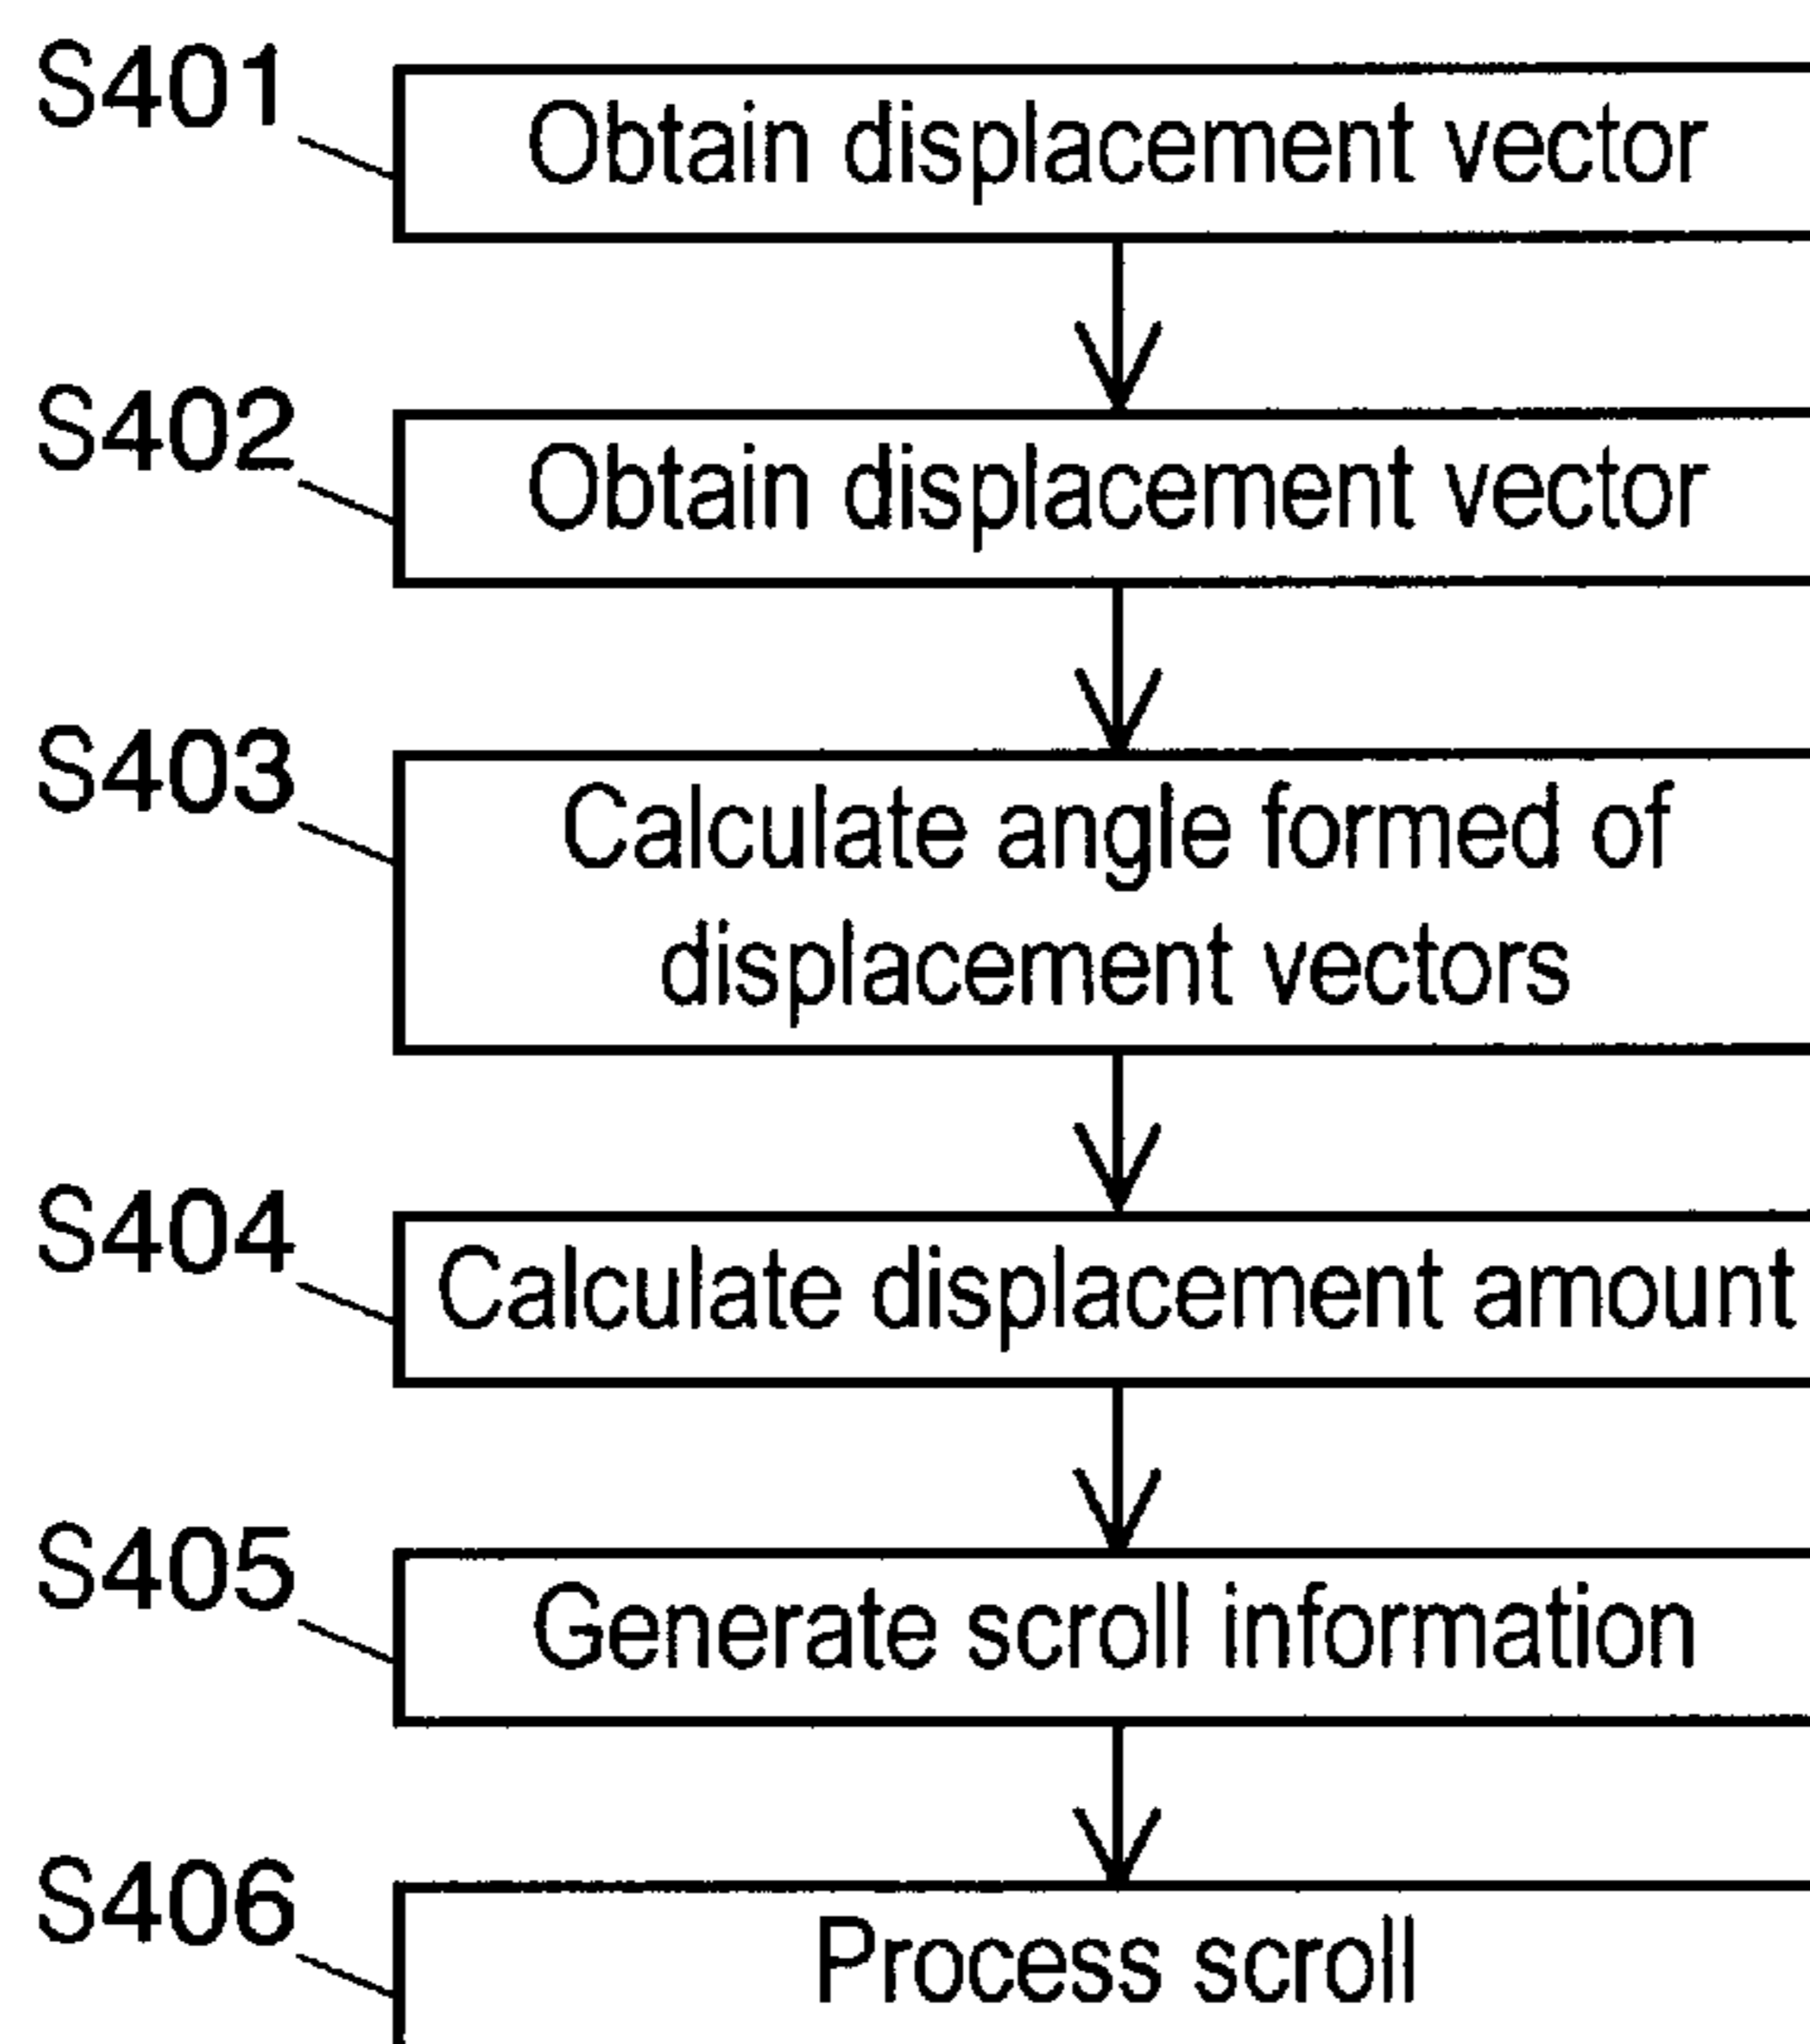 S401
Obtain displacement vector
S402
Obtain displacement vector
S403
Calculate angle formed of
displacement vectors
S404
Calculate displacement amount
S405
Generate scroll information
S406
Process scroll